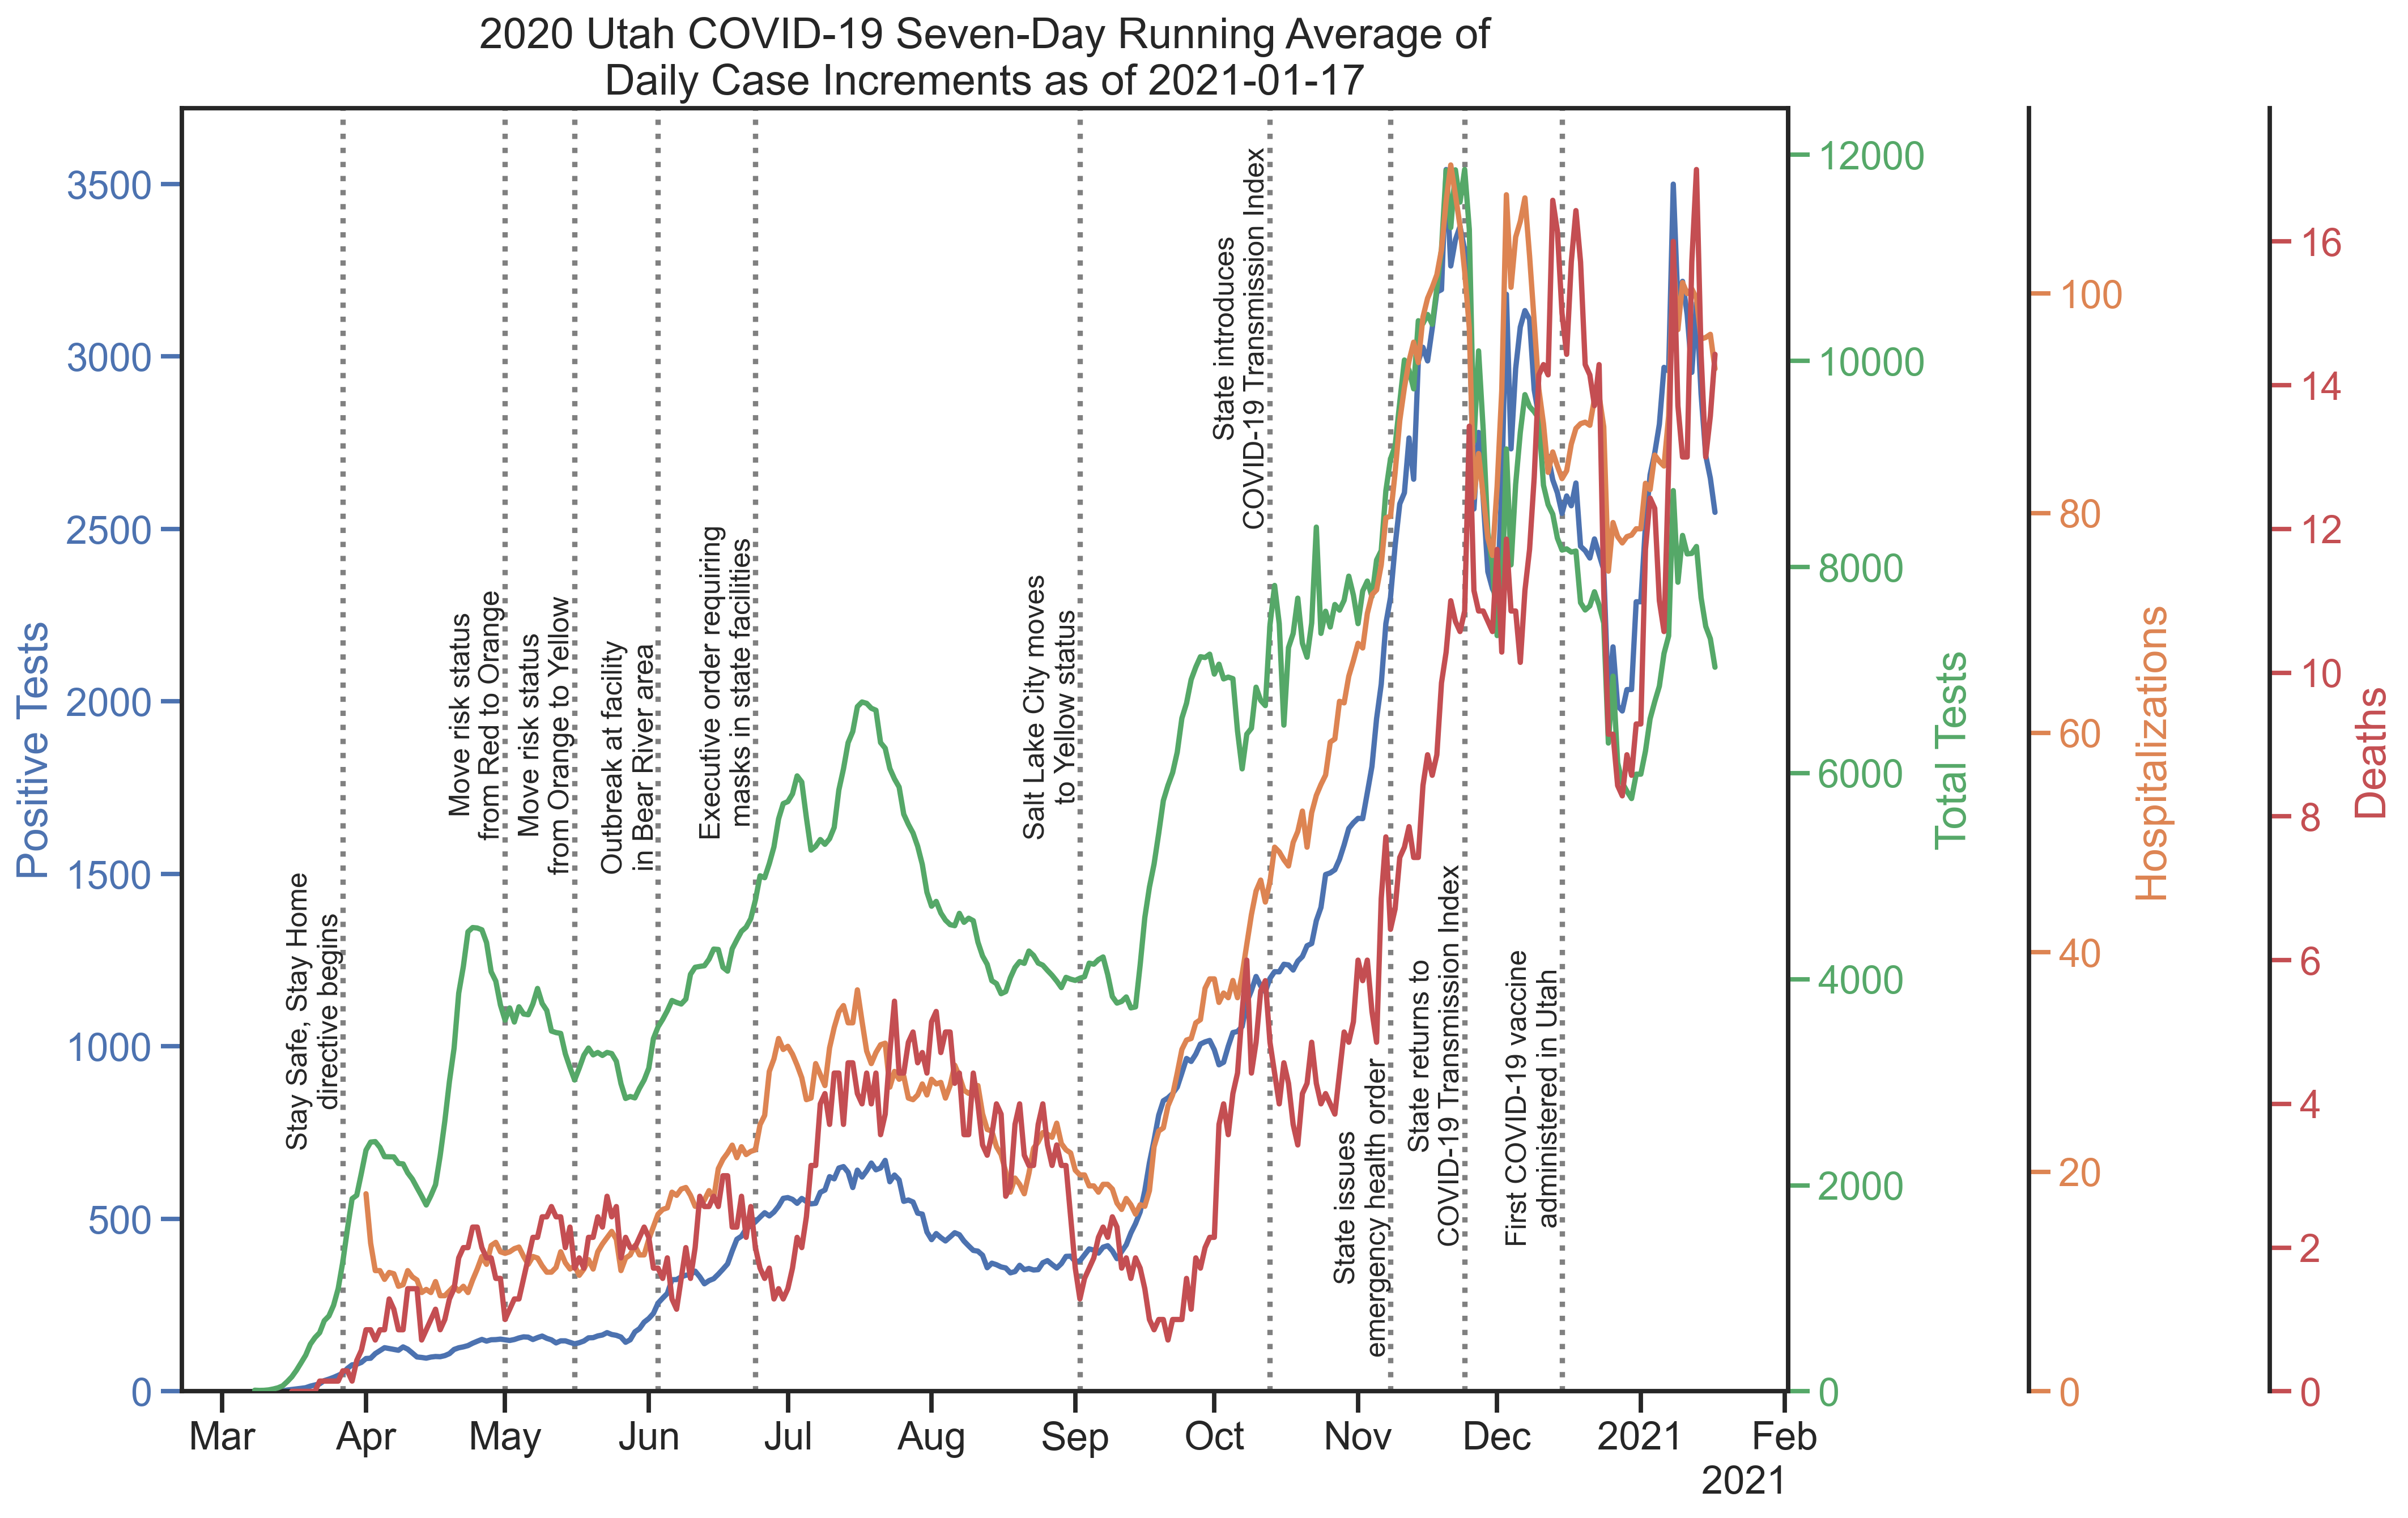 2020 Utah COVID-19 Seven-Day Running Average of
Daily Case Increments as of 2021-01-17
Positive Tests
3500
3000
2500
2000
1500
1000
500
0
Stay Safe, Stay Home
directive begins
Move risk status
from Red to Orange
Move risk status
from Orange to Yellow
Outbreak at facility
in Bear River area
Executive order requiring
masks in state facilities
Salt Lake City moves
to Yellow status
State introduces
COVID-19 Transmission Index
State issues
emergency health order
State returns to
COVID-19 Transmission Index
First COVID-19 vaccine
administered in Utah
12000
10000
8000
6000
4000
2000
0
Total Tests
100
80
60
40
20
0
Hospitalizations
16
14
12
10
8
6
4
2
0
Deaths
Mar Apr May Jun Jul Aug Sep Oct Nov Dec 2021 Feb
2021